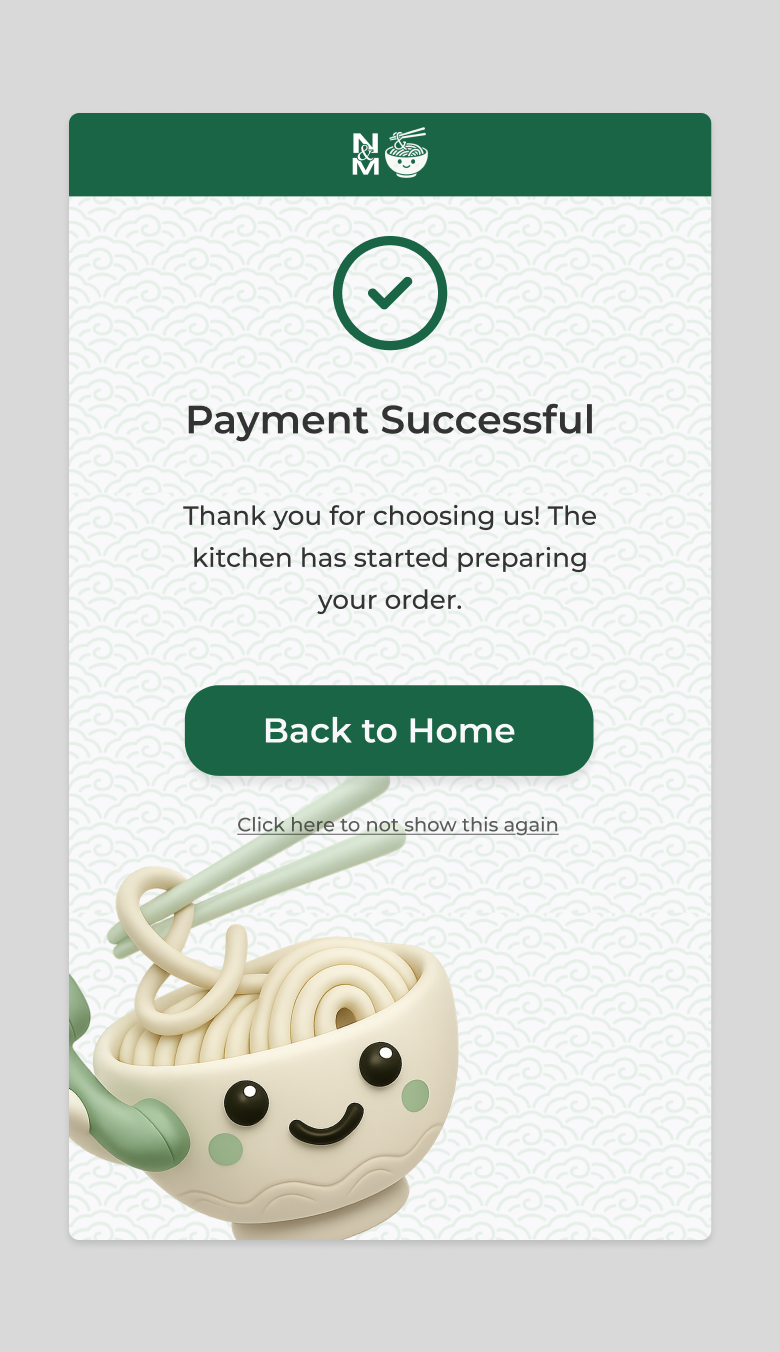 N
&
M
Payment Successful
Thank you for choosing us! The
kitchen has started preparing
your order.
Back to Home
Click here to not show this again